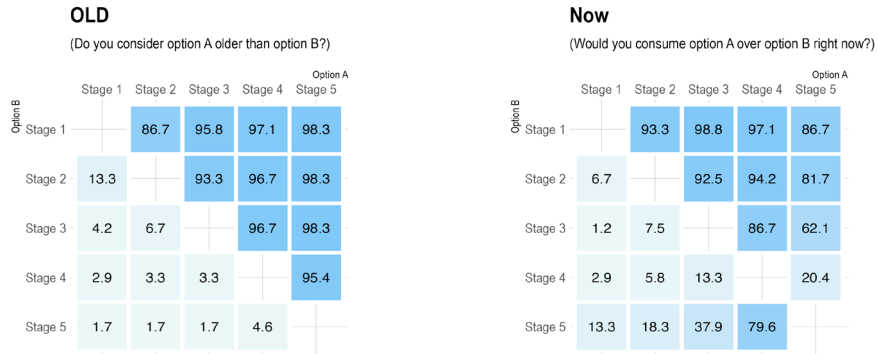 OLD
(Do you consider option A older than option B?)
Option A
Stage 1 Stage 2 Stage 3 Stage 4 Stage 5
Option B
Stage 1 86.7 95.8 97.1 98.3
Stage 2 13.3 93.3 96.7 98.3
Stage 3 4.2 6.7 96.7 98.3
Stage 4 2.9 3.3 3.3 95.4
Stage 5 1.7 1.7 1.7 4.6
Now
(Would you consume option A over option B right now?)
Option A
Stage 1 Stage 2 Stage 3 Stage 4 Stage 5
Option B
Stage 1 93.3 98.8 97.1 86.7
Stage 2 6.7 92.5 94.2 81.7
Stage 3 1.2 7.5 86.7 62.1
Stage 4 2.9 5.8 13.3 20.4
Stage 5 13.3 18.3 37.9 79.6